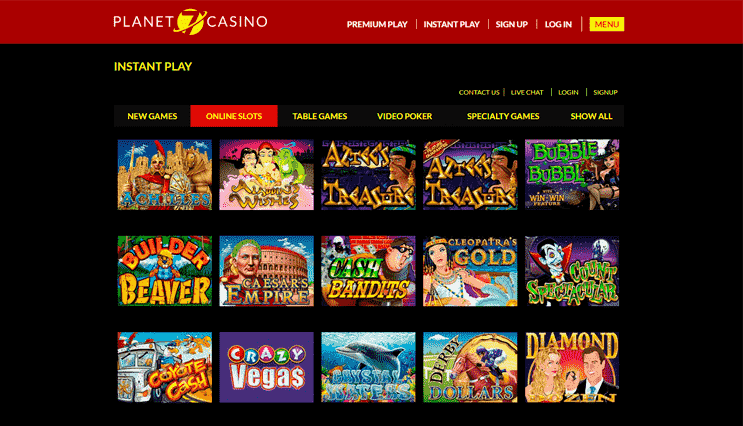 PLANET 7 CASINO
PREMIUM PLAY
INSTANT PLAY
SIGN UP
LOG IN
MENU
INSTANT PLAY
CONTACT US
LIVE CHAT
LOGIN
SIGNUP
NEW GAMES
ONLINE SLOTS
TABLE GAMES
VIDEO POKER
SPECIALTY GAMES
SHOW ALL
ACHILLES
WISHES
AZTEC'S
TREASURE
AZTEC'S
TREASURE
BUBBLE
BUBBLE
WITH
WIN-WIN
FEATURE
BUILDER
BEAVER
CAESAR'S
EMPIRE
CASH
BANDITS
CLEOPATRA'S
GOLD
COUNT
SPECTACULAR
COYOTE
CASH
CRAZY
VEGAS
CRYSTAL
WATERS
DERBY
DOLLARS
DIAMOND